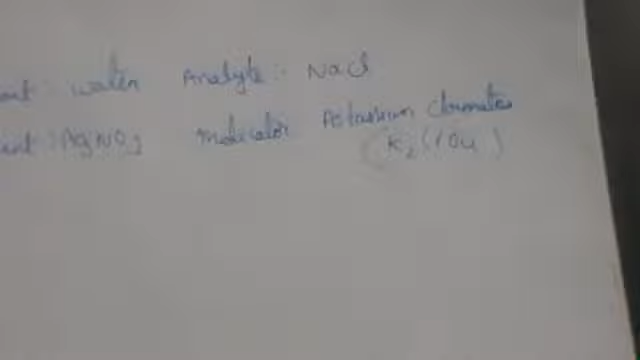 water Analyte:- NaCl
: AgNO3 Indicator Potassium chromate
(K2CrO4)